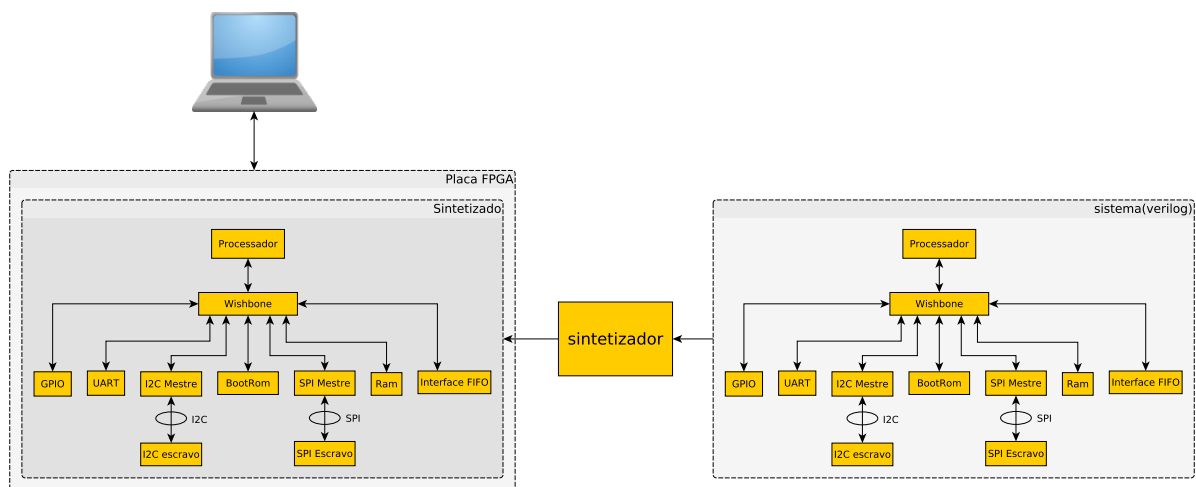 Placa FPGA
Sintetizado
Processador
Wishbone
GPIO
UART
I2C Mestre
BootRom
SPI Mestre
Ram
Interface FIFO
I2C
SPI
I2C escravo
SPI Escravo
sintetizador
sistema(verilog)
Processador
Wishbone
GPIO
UART
I2C Mestre
BootRom
SPI Mestre
Ram
Interface FIFO
I2C
SPI
I2C escravo
SPI Escravo